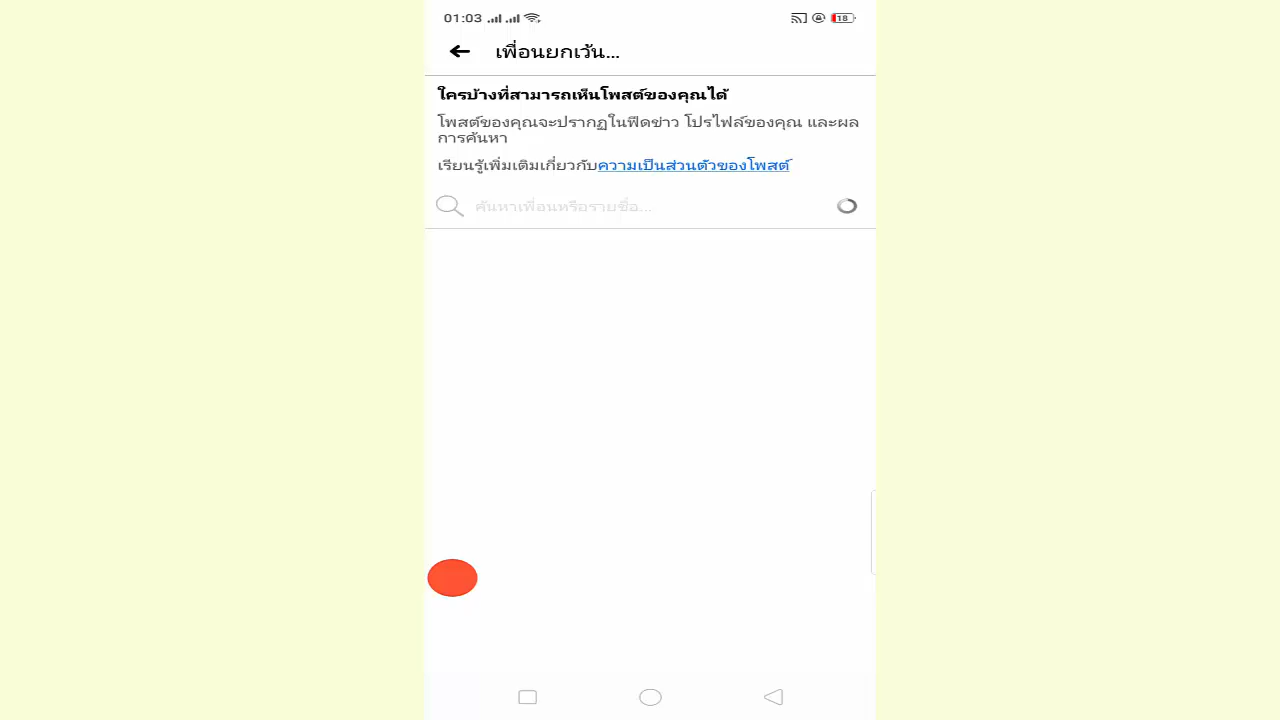 01:03
18
เพื่อนยกเว้น...
ใครบ้างที่สามารถเห็นโพสต์ของคุณได้
โพสต์ของคุณจะปรากฏในฟีดข่าว โปรไฟล์ของคุณ และผล
การค้นหา
เรียนรู้เพิ่มเติมเกี่ยวกับความเป็นส่วนตัวของโพสต์
ค้นหาเพื่อนหรือรายชื่อ...